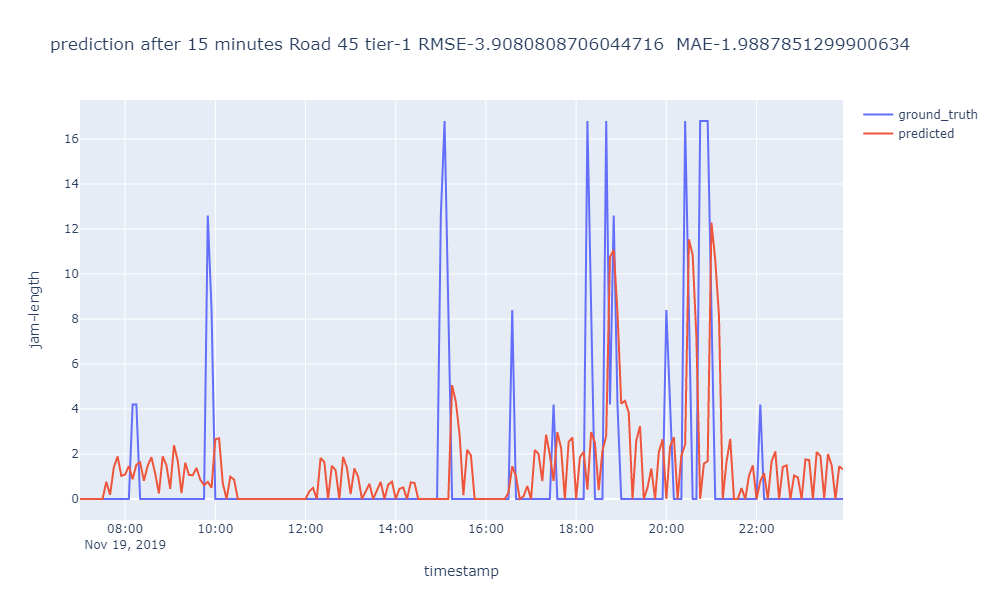 prediction after 15 minutes Road 45 tier-1 RMSE-3.9080808706044716  MAE-1.9887851299900634
ground_truth
predicted
16
14
12
10
8
6
4
2
0
jam-length
08:00 10:00 12:00 14:00 16:00 18:00 20:00 22:00
Nov 19, 2019
timestamp